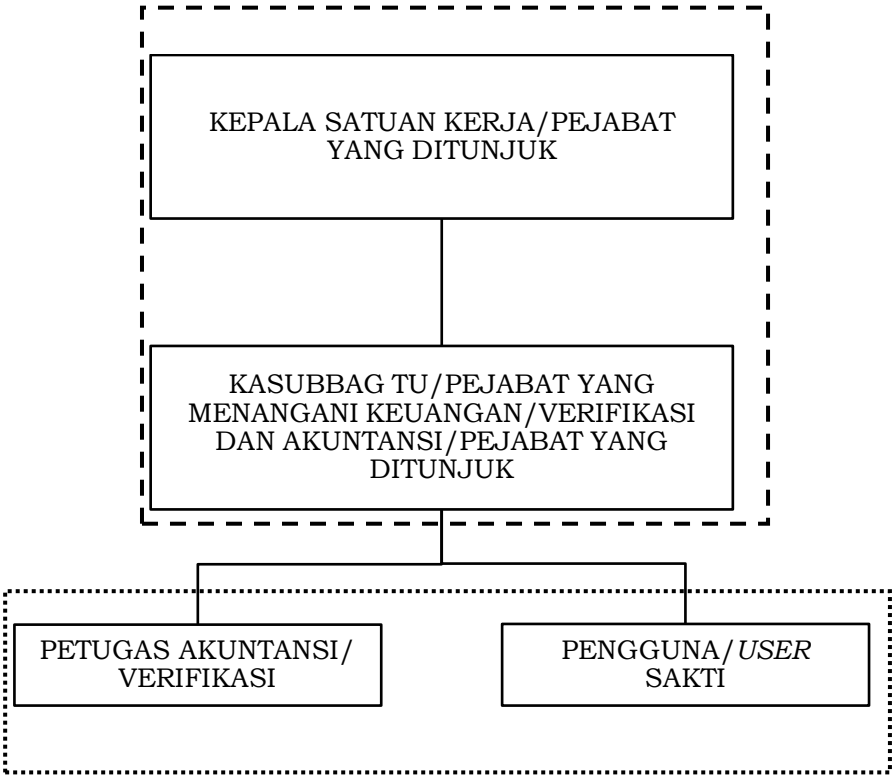 KEPALA SATUAN KERJA/PEJABAT
YANG DITUNJUK
KASUBBAG TU/PEJABAT YANG
MENANGANI KEUANGAN/VERIFIKASI
DAN AKUNTANSI/PEJABAT YANG
DITUNJUK
PETUGAS AKUNTANSI/
VERIFIKASI
PENGGUNA/USER
SAKTI